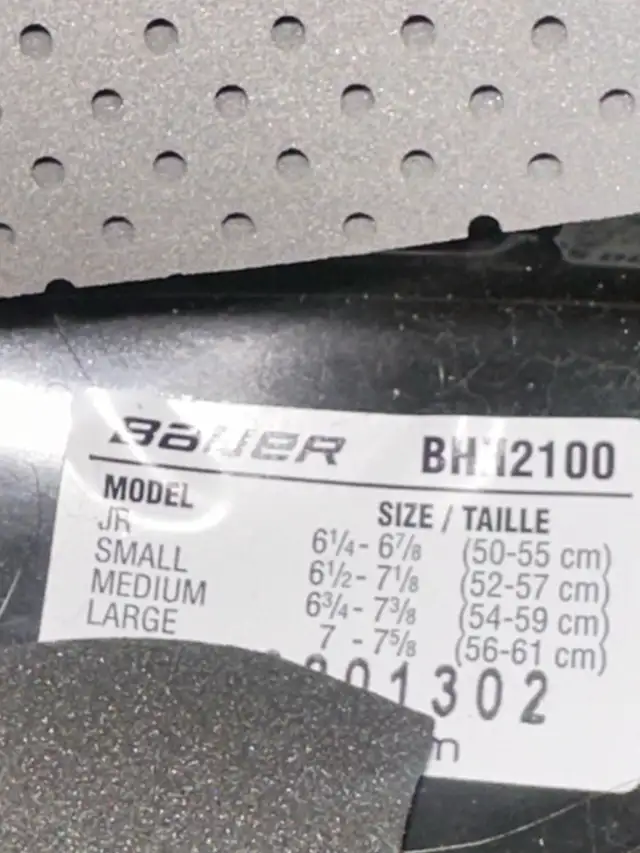 BAUER BHH2100
MODEL SIZE / TAILLE
JR 6¼ - 6⅞ (50-55 cm)
SMALL 6½ - 7⅛ (52-57 cm)
MEDIUM 6¾ - 7⅜ (54-59 cm)
LARGE 7 - 7⅝ (56-61 cm)
01302